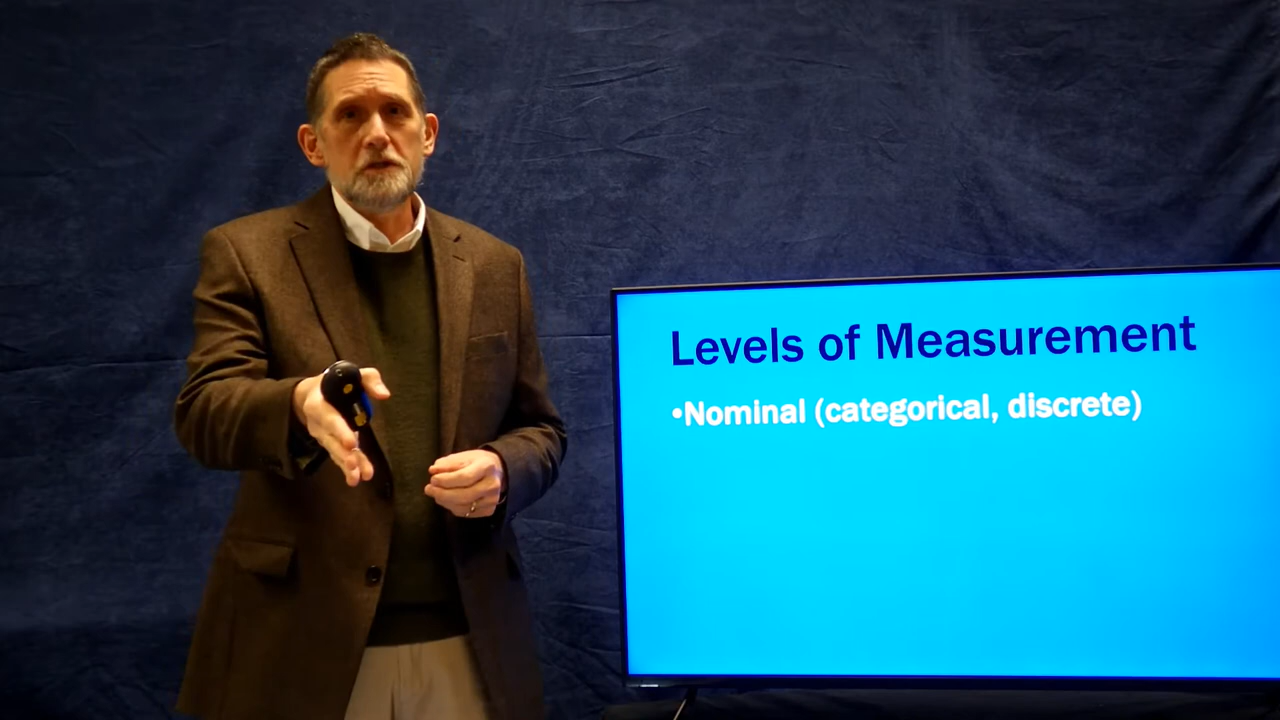 Levels of Measurement
•Nominal (categorical, discrete)